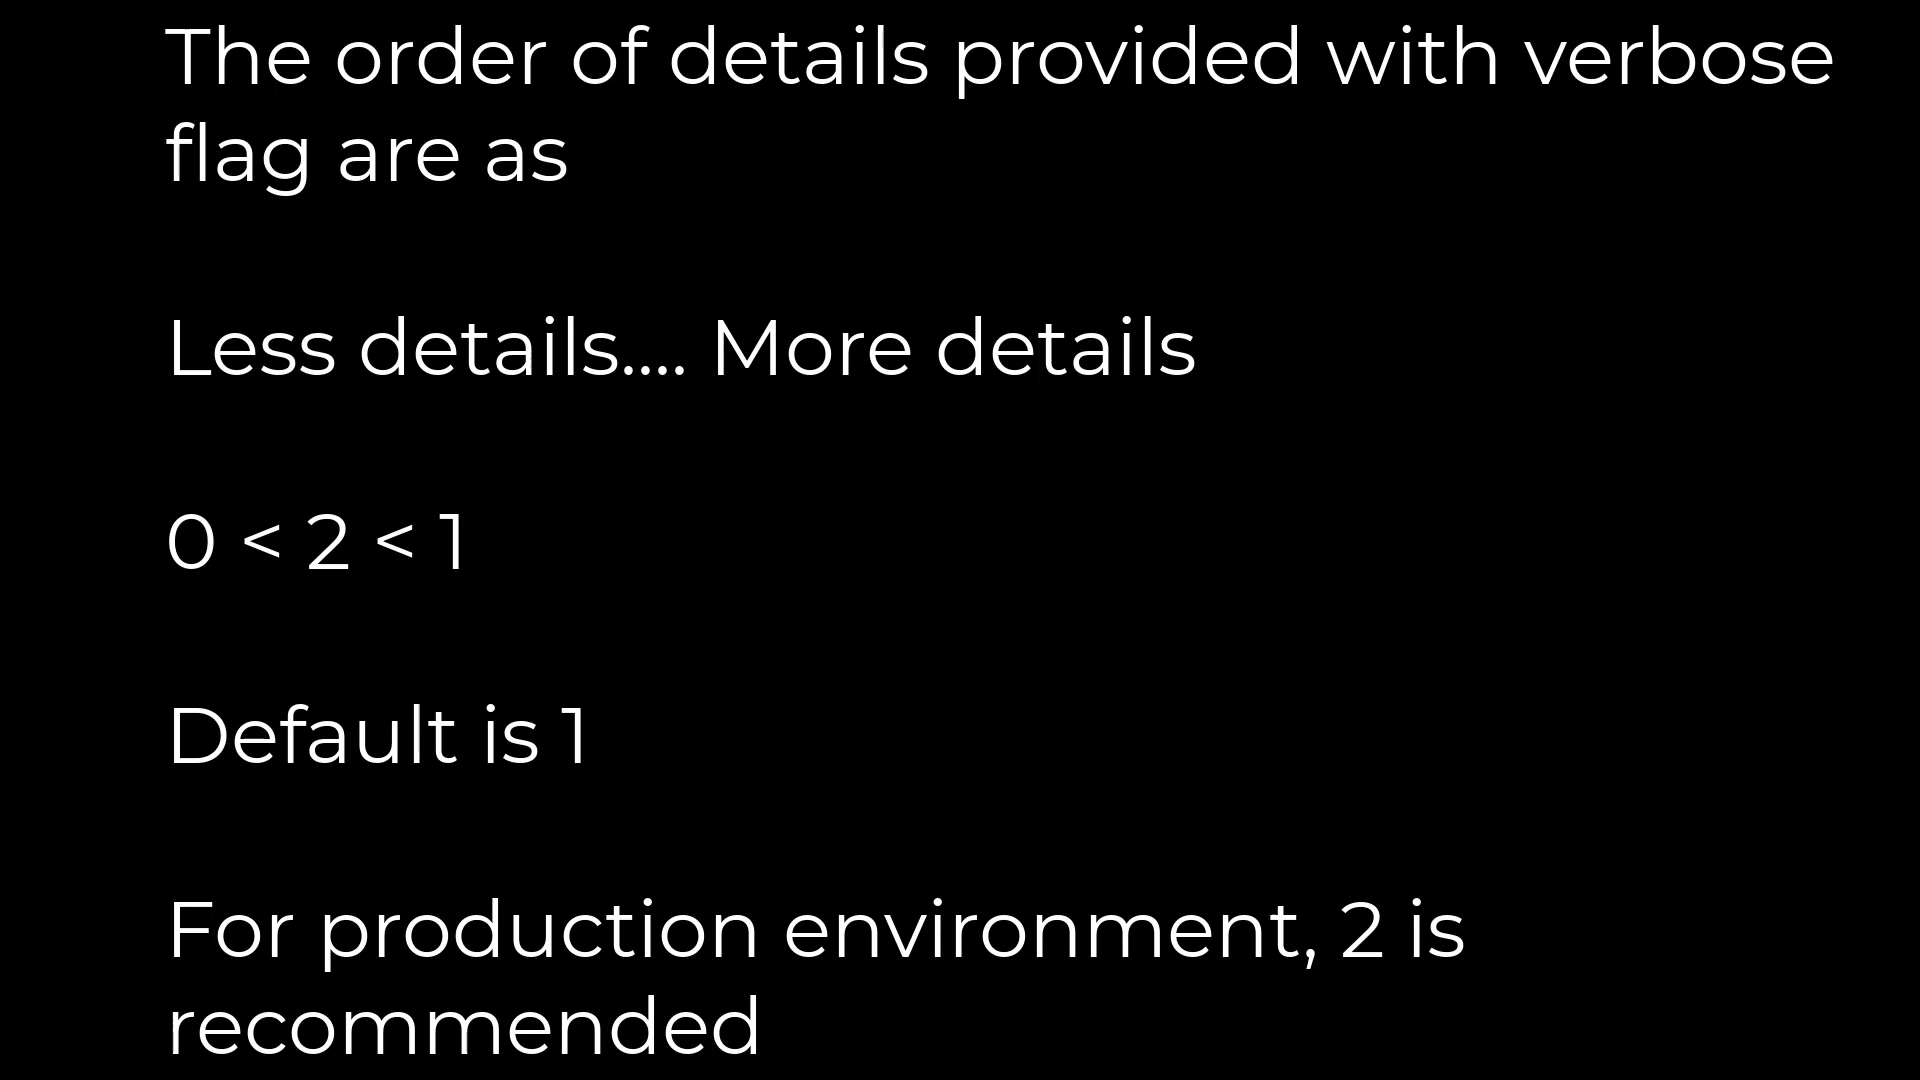 The order of details provided with verbose
flag are as
Less details.... More details
0 < 2 < 1
Default is 1
For production environment, 2 is
recommended